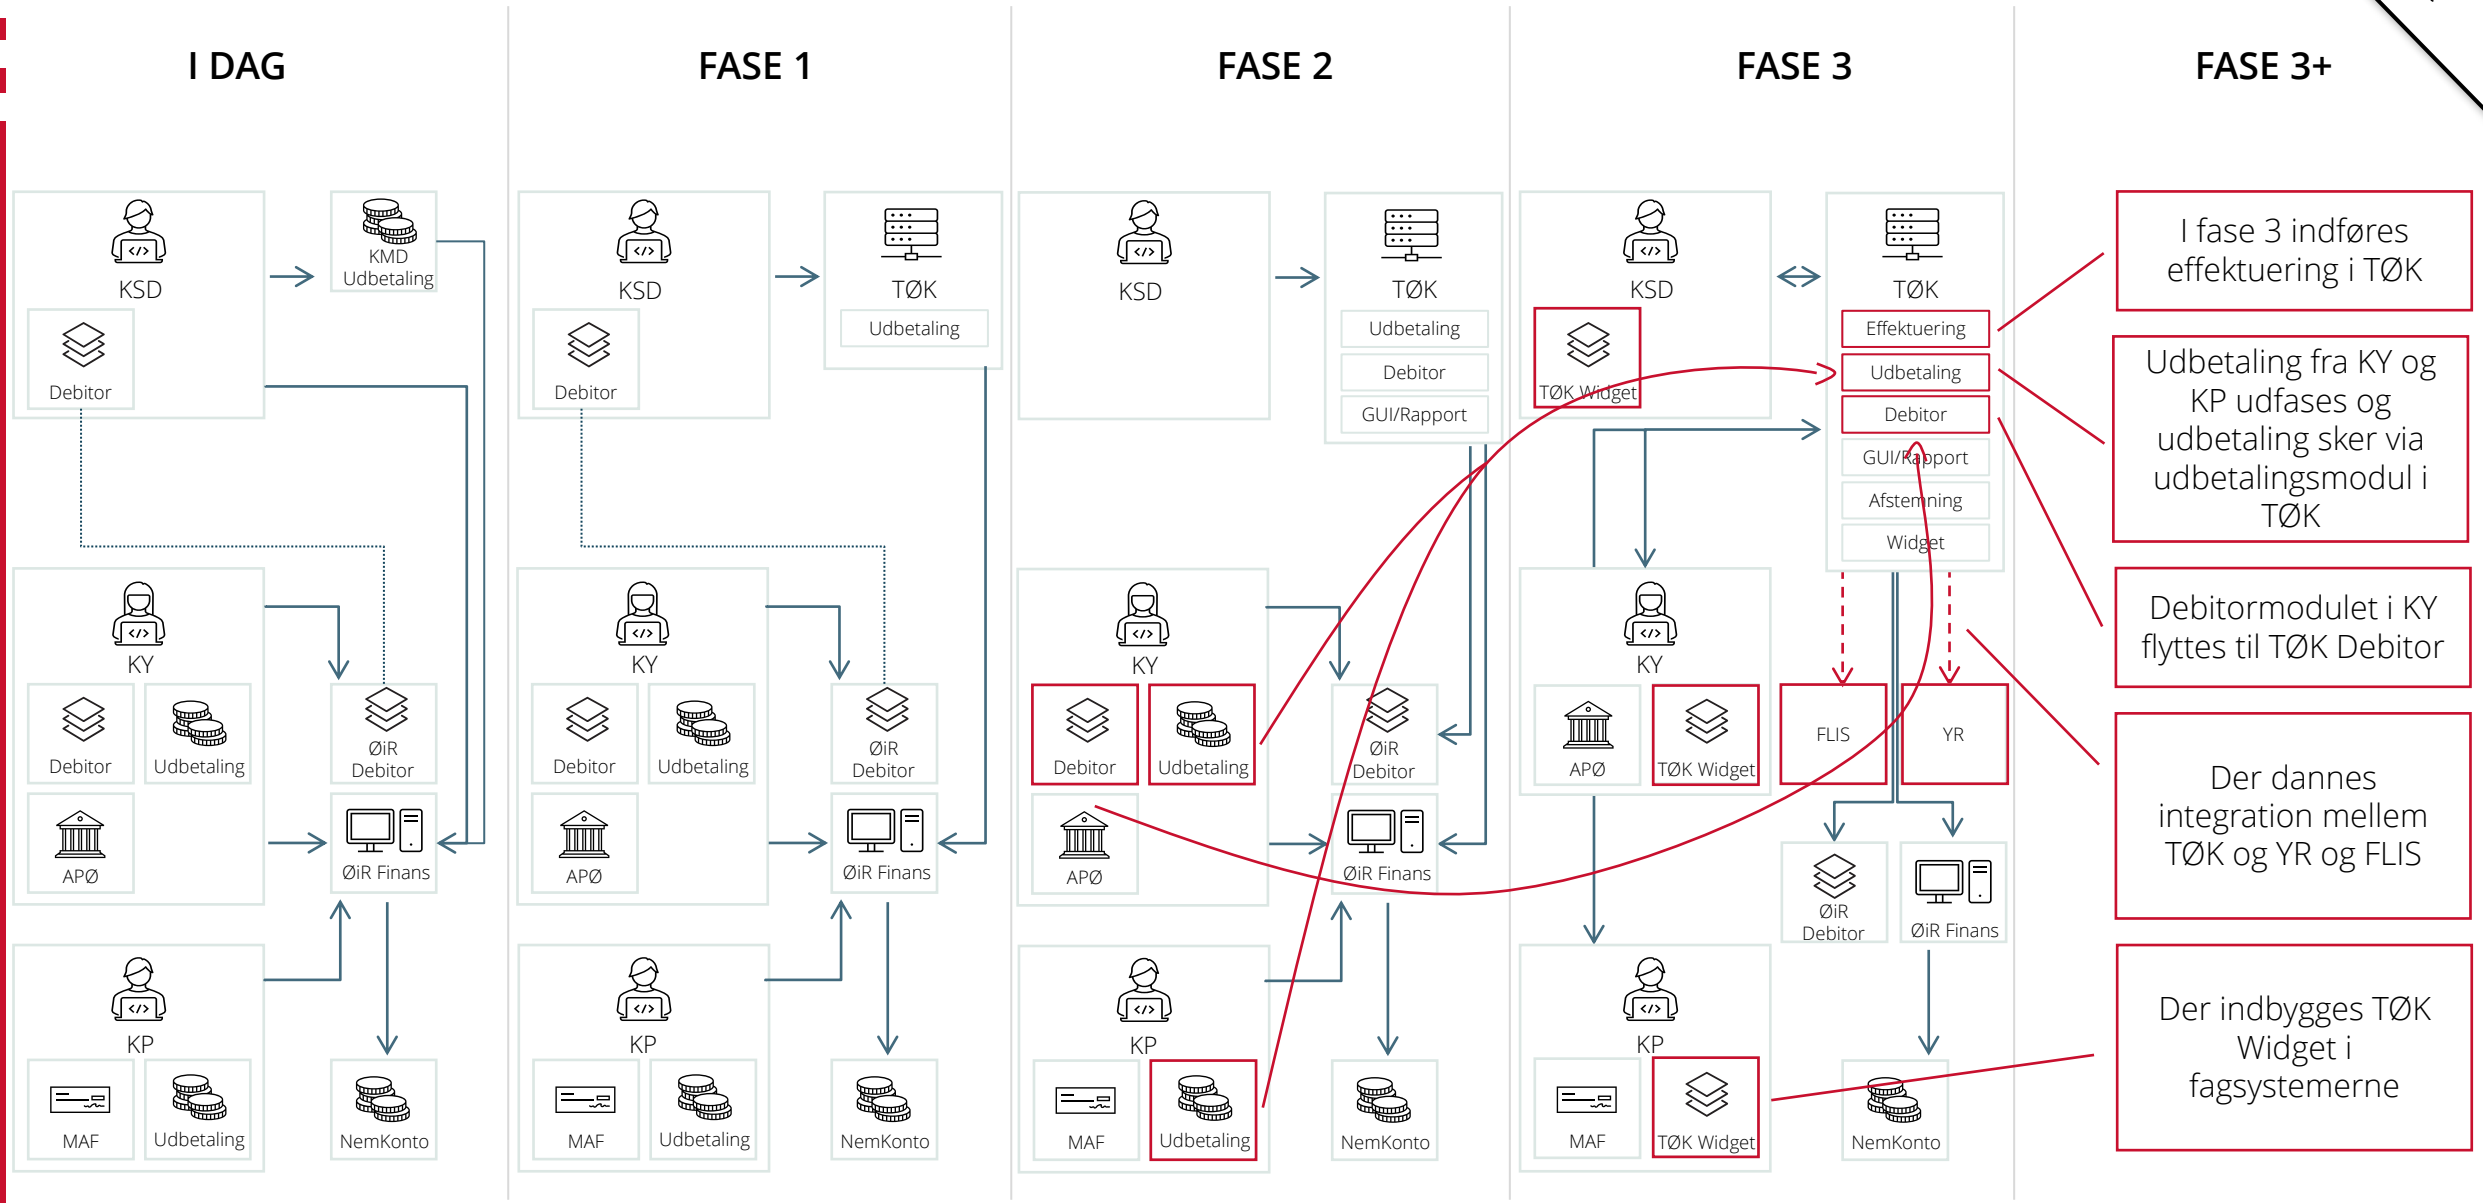 I DAG
KSD
KMD
Udbetaling
Debitor
KY
Debitor
Udbetaling
ØiR
Debitor
APØ
ØiR Finans
KP
MAF
Udbetaling
NemKonto
FASE 1
KSD
TØK
Udbetaling
Debitor
KY
Debitor
Udbetaling
ØiR
Debitor
APØ
ØiR Finans
KP
MAF
Udbetaling
NemKonto
FASE 2
KSD
TØK
Udbetaling
Debitor
GUI/Rapport
KY
Debitor
Udbetaling
ØiR
Debitor
APØ
ØiR Finans
KP
MAF
Udbetaling
NemKonto
FASE 3
KSD
TØK Widget
TØK
Effektuering
Udbetaling
Debitor
GUI/Rapport
Afstemning
Widget
KY
APØ
TØK Widget
FLIS
YR
ØiR
Debitor
ØiR Finans
KP
MAF
TØK Widget
NemKonto
FASE 3+
I fase 3 indføres
effektuering i TØK
Udbetaling fra KY og
KP udfases og
udbetaling sker via
udbetalingsmodul i
TØK
Debitormodulet i KY
flyttes til TØK Debitor
Der dannes
integration mellem
TØK og YR og FLIS
Der indbygges TØK
Widget i
fagsystemerne